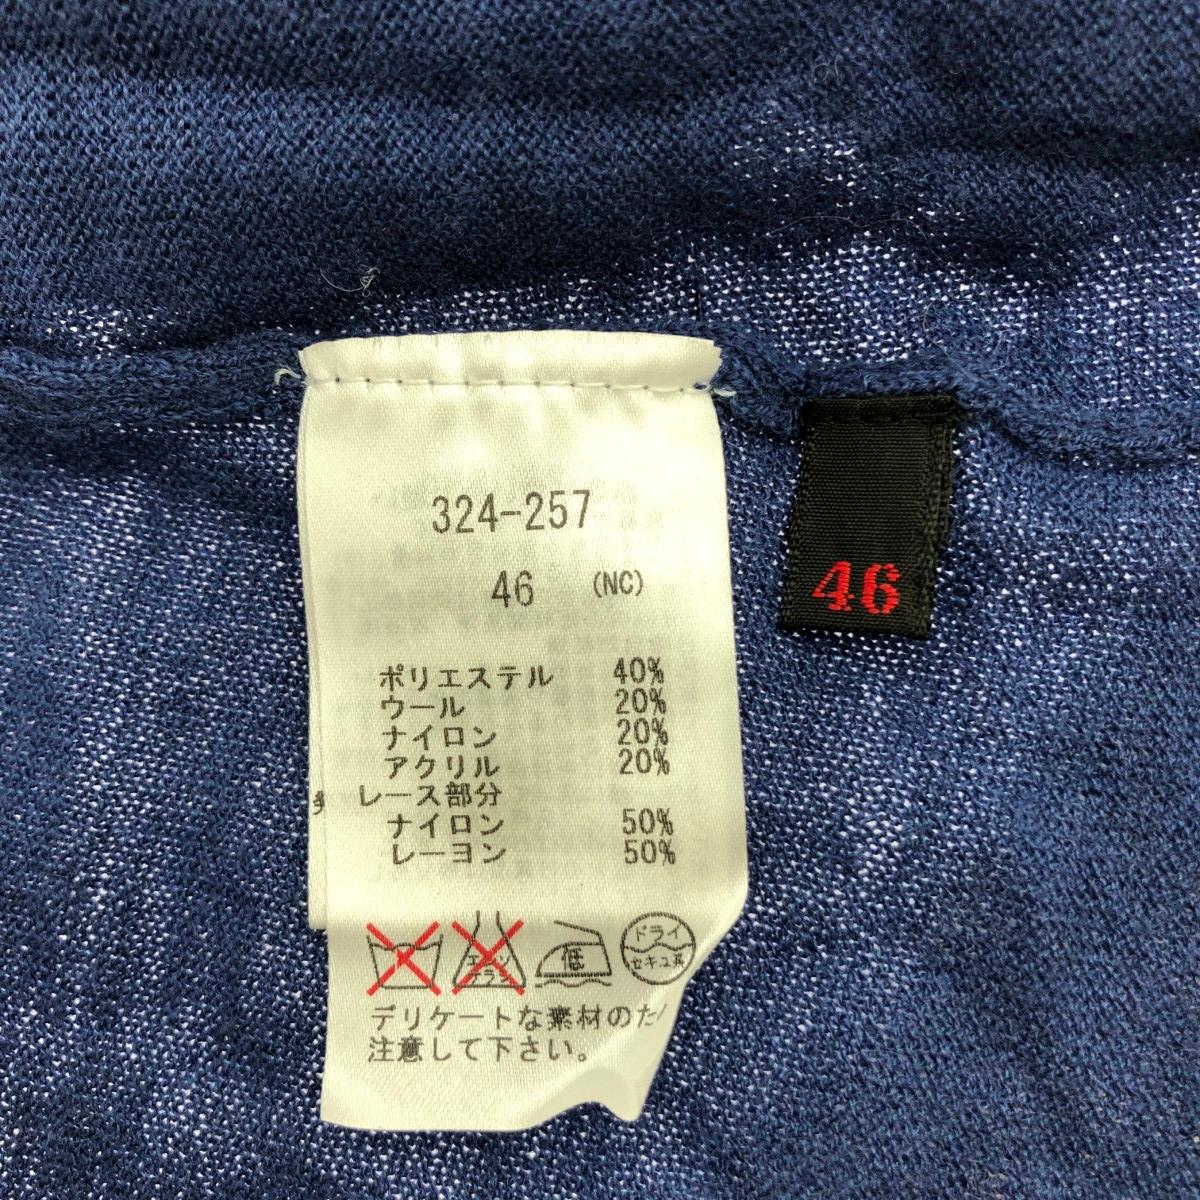 324-257
46 (NC)
46
ポリエステル 40%
ウール 20%
ナイロン 20%
アクリル 20%
レース部分
ナイロン 50%
レーヨン 50%
低
ドライ
セキユ系
デリケートな素材のた
注意して下さい。